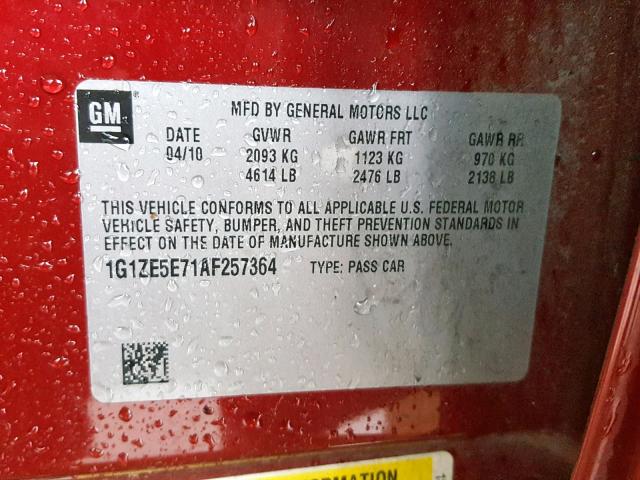 GM
MFD BY GENERAL MOTORS LLC
DATE GVWR GAWR FRT GAWR RR
04/10 2093 KG 1123 KG 970 KG
4614 LB 2476 LB 2138 LB
THIS VEHICLE CONFORMS TO ALL APPLICABLE U.S. FEDERAL MOTOR
VEHICLE SAFETY, BUMPER, AND THEFT PREVENTION STANDARDS IN
EFFECT ON THE DATE OF MANUFACTURE SHOWN ABOVE.
1G1ZE5E71AF257364 TYPE: PASS CAR